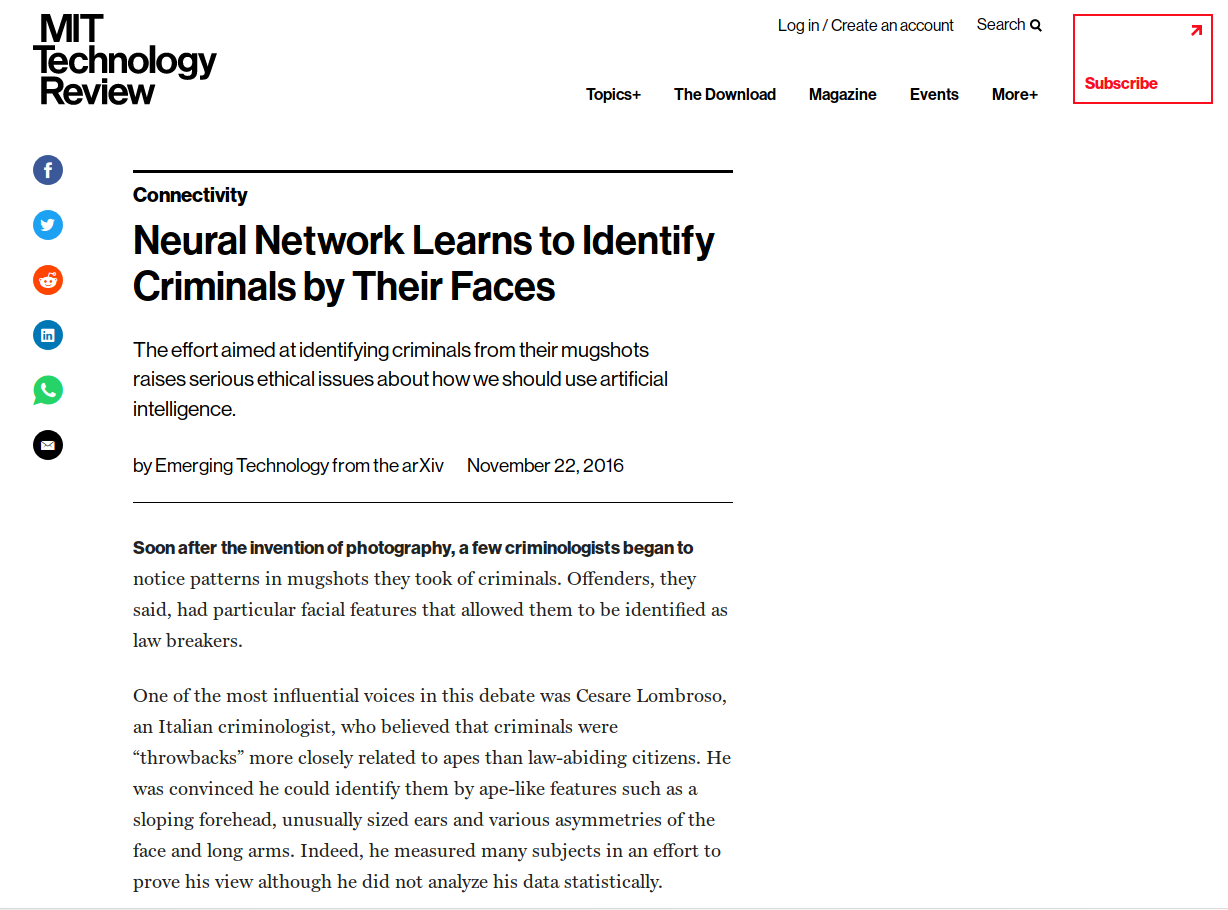 MIT
Technology
Review
Log in / Create an account Search
Topics+ The Download Magazine Events More+
Subscribe
Connectivity
Neural Network Learns to Identify
Criminals by Their Faces
The effort aimed at identifying criminals from their mugshots
raises serious ethical issues about how we should use artificial
intelligence.
by Emerging Technology from the arXiv November 22, 2016
Soon after the invention of photography, a few criminologists began to
notice patterns in mugshots they took of criminals. Offenders, they
said, had particular facial features that allowed them to be identified as
law breakers.
One of the most influential voices in this debate was Cesare Lombroso,
an Italian criminologist, who believed that criminals were
“throwbacks” more closely related to apes than law-abiding citizens. He
was convinced he could identify them by ape-like features such as a
sloping forehead, unusually sized ears and various asymmetries of the
face and long arms. Indeed, he measured many subjects in an effort to
prove his view although he did not analyze his data statistically.